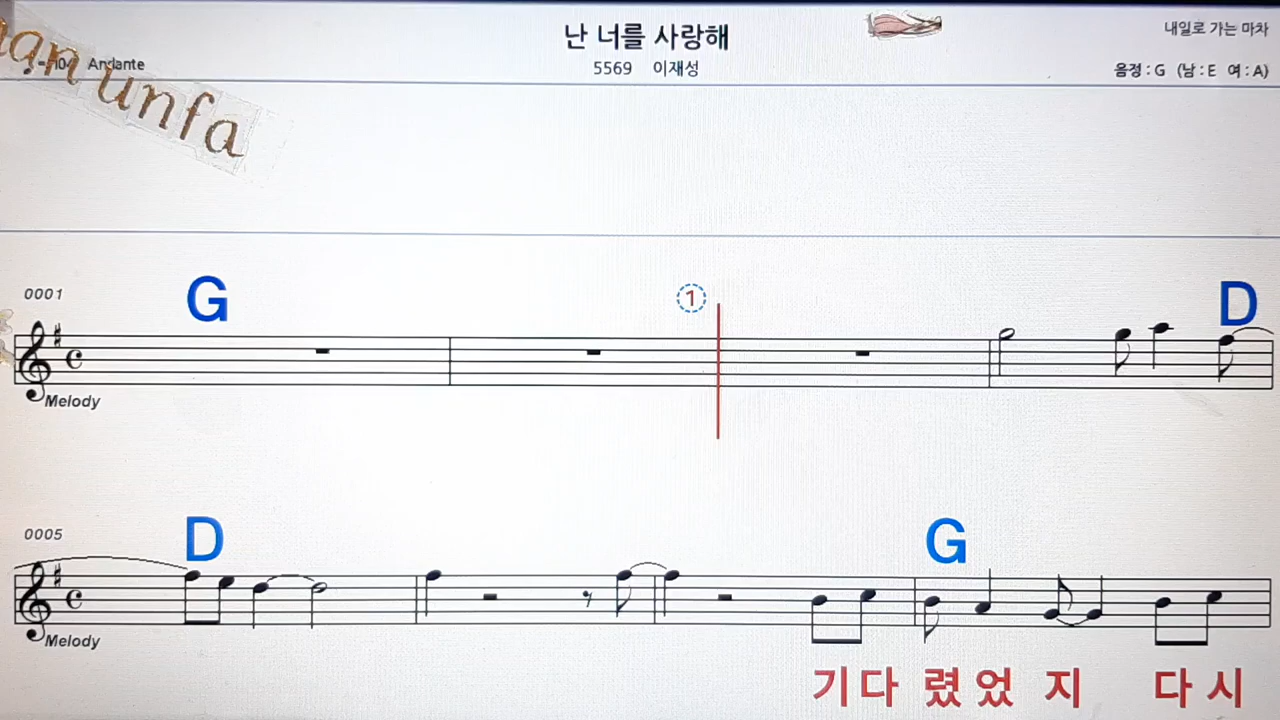 난 너를 사랑해
내일로 가는 마차
5569 이재성
음정 : G (남 : E 여 : A)
Andante
unfa
0001
G
1
D
Melody
0005
D
G
Melody
기다 렸었 지 다시